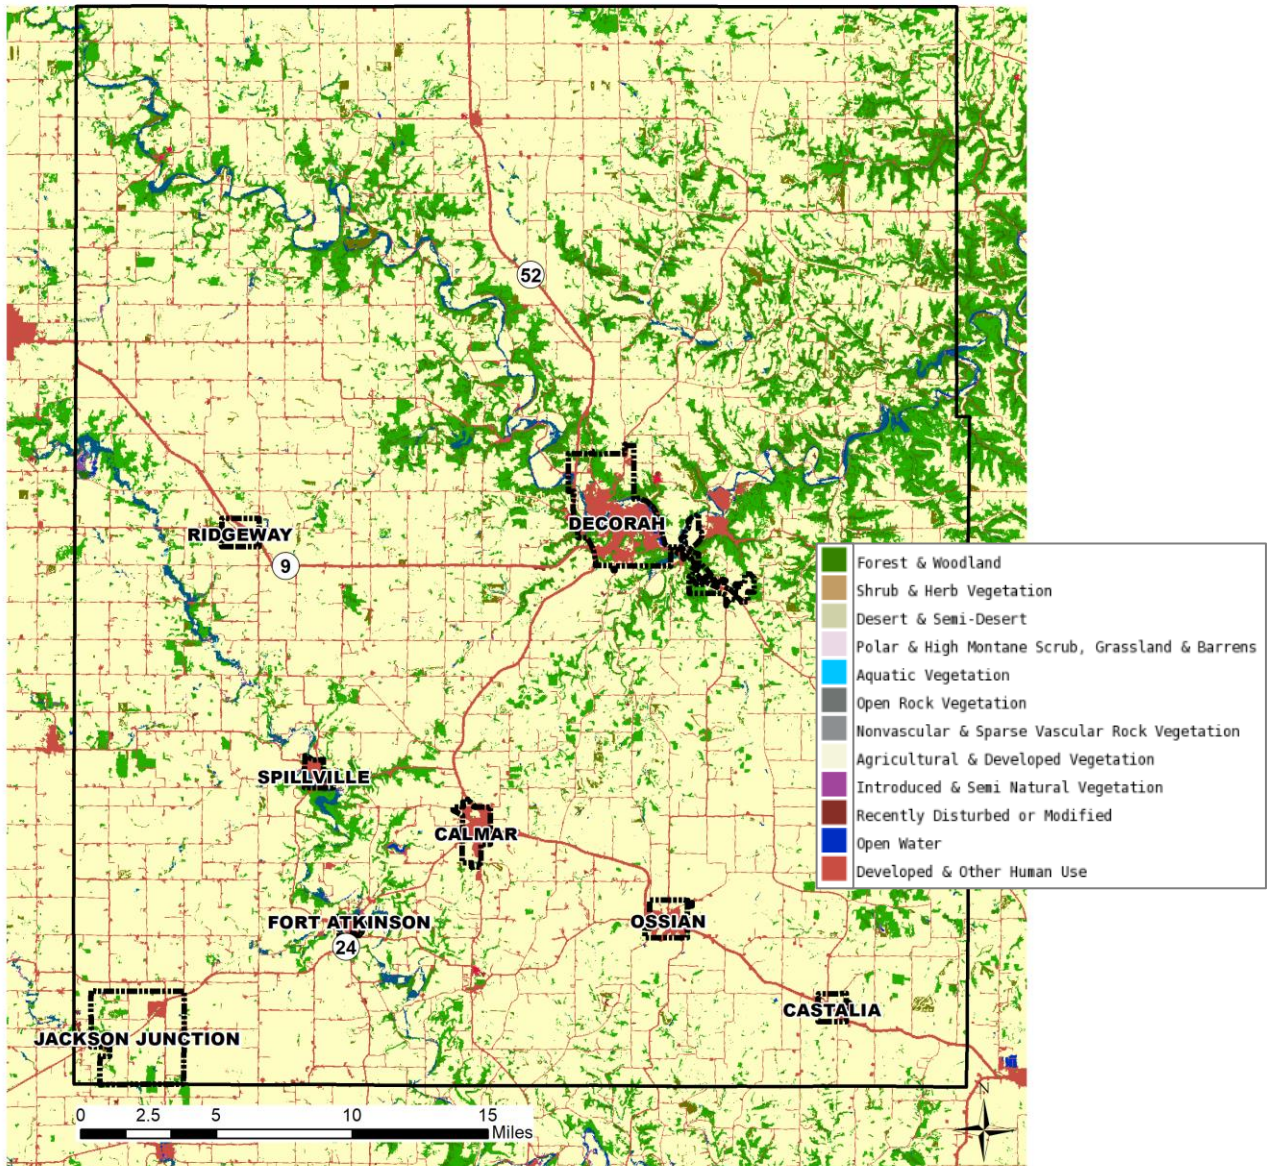 52
DECORAH
RIDGEWAY
9
Forest & Woodland
Shrub & Herb Vegetation
Desert & Semi-Desert
Polar & High Montane Scrub, Grassland & Barrens
Aquatic Vegetation
Open Rock Vegetation
Nonvascular & Sparse Vascular Rock Vegetation
Agricultural & Developed Vegetation
Introduced & Semi Natural Vegetation
Recently Disturbed or Modified
Open Water
Developed & Other Human Use
SPILLVILLE
CALMAR
FORT ATKINSON
OSSIAN
24
CASTALIA
JACKSON JUNCTION
N
0 2.5 5 10 15
Miles